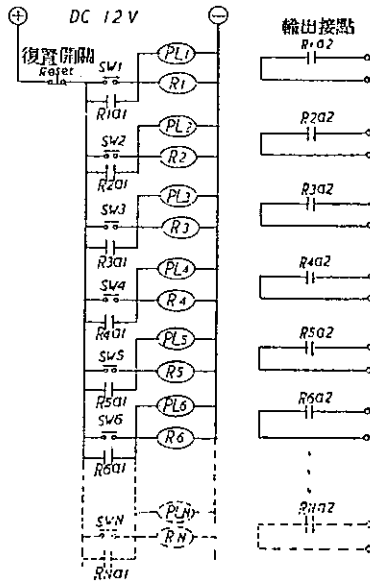 ⊕ DC 12V ⊖
復置開關
Reset
輸出接點
SW1
PL1
R1
R1a1
R1a2
SW2
PL2
R2
R2a1
R2a2
SW3
PL3
R3
R3a1
R3a2
SW4
PL4
R4
R4a1
R4a2
SW5
PL5
R5
R5a1
R5a2
SW6
PL6
R6
R6a1
R6a2
SWN
PLN
RN
RNa1
RNa2